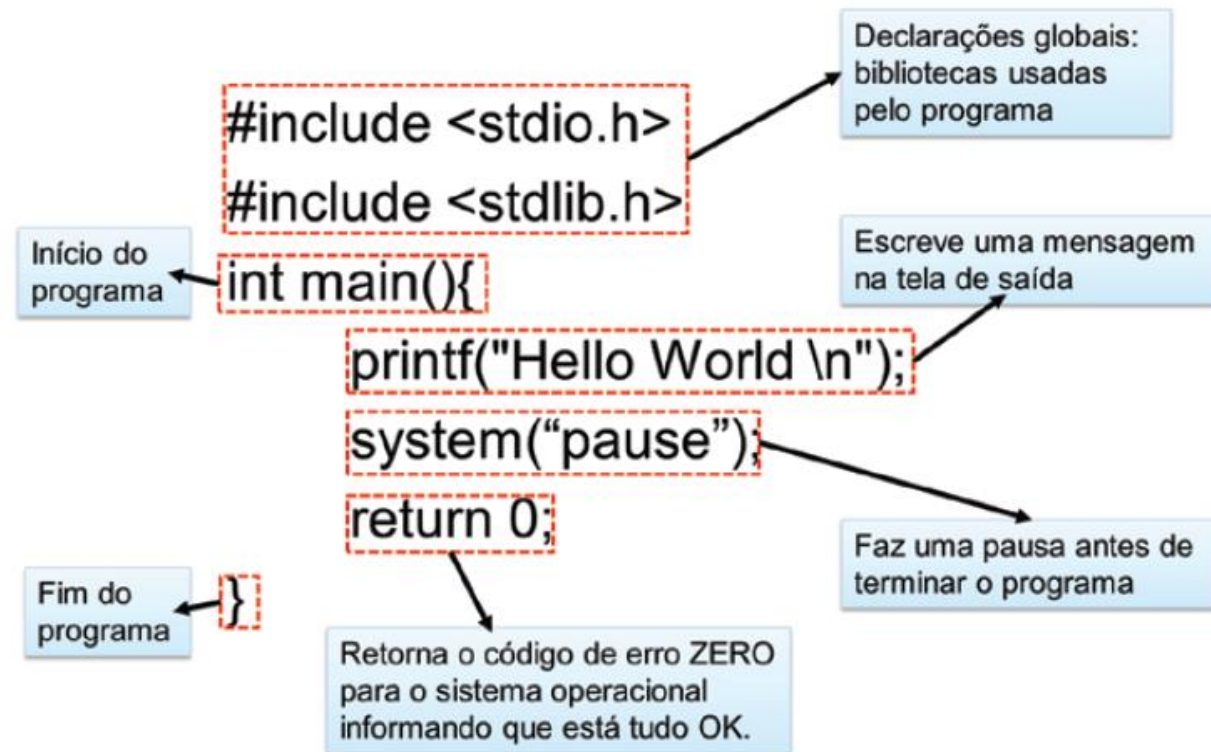 Declarações globais:
bibliotecas usadas
pelo programa
#include <stdio.h>
#include <stdlib.h>
Início do
programa
int main(){
Escreve uma mensagem
na tela de saída
printf("Hello World \n");
system(“pause”);
return 0;
Faz uma pausa antes de
terminar o programa
Fim do
programa
}
Retorna o código de erro ZERO
para o sistema operacional
informando que está tudo OK.